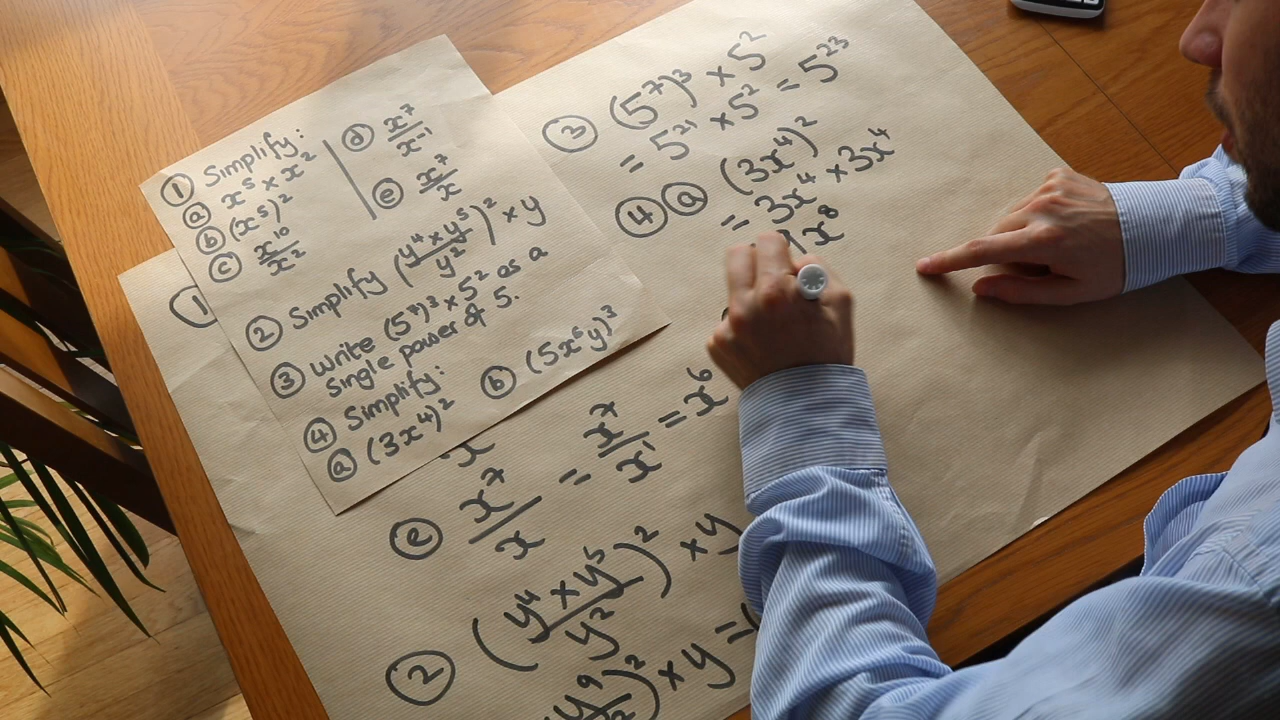 ① Simplify:
ⓐ x⁵ × x²
ⓑ (x⁵)²
ⓒ x¹⁰/x²
ⓓ x⁷/x⁻¹
ⓔ x⁷/x
② Simplify ((y⁴ × y⁵)/y²)² × y
③ Write (5⁷)³ × 5² as a
single power of 5.
④ Simplify:
ⓐ (3x⁴)²
ⓑ (5x⁶y)³
①
ⓔ x⁷/x = x⁷/x¹ = x⁶
② ((y⁴ × y⁵)/y²)² × y
× y =
③ (5⁷)³ × 5²
= 5²¹ × 5² = 5²³
④ ⓐ (3x⁴)²
= 3x⁴ × 3x⁴
x⁸